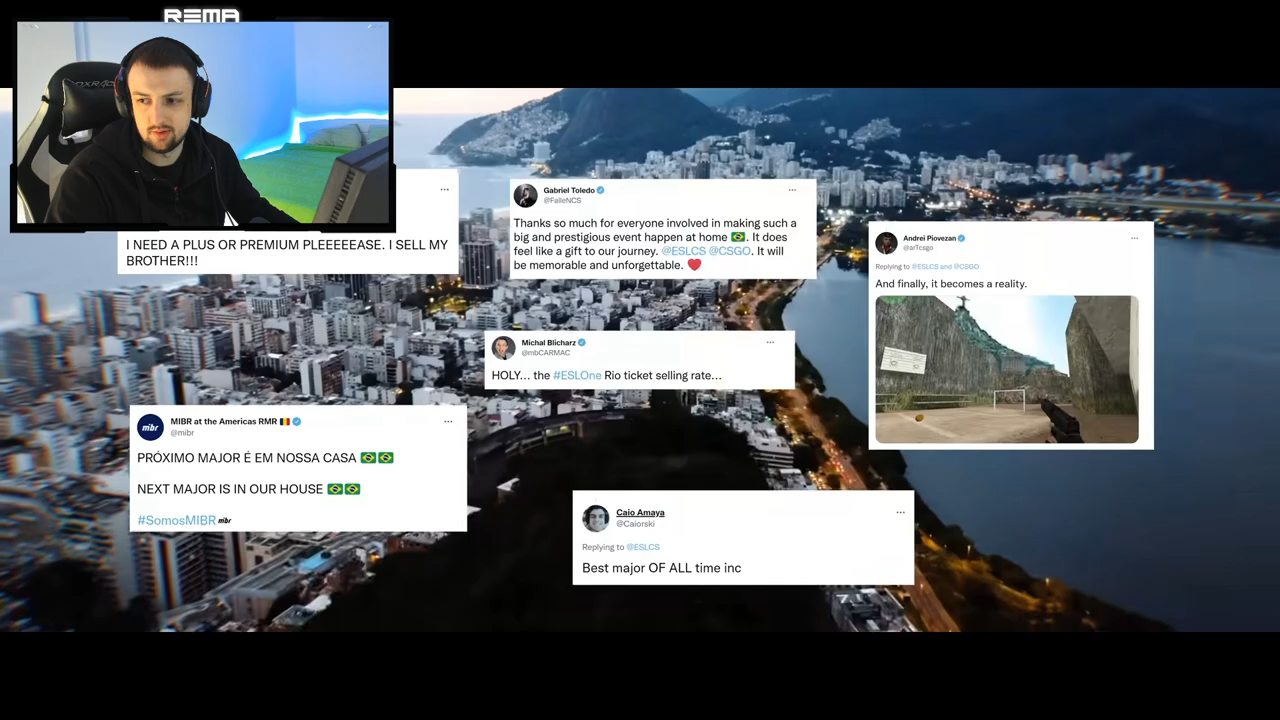 REMA
I NEED A PLUS OR PREMIUM PLEEEEEASE. I SELL MY
BROTHER!!!
Gabriel Toledo
@FalleNCS
Thanks so much for everyone involved in making such a
big and prestigious event happen at home 🇧🇷. It does
feel like a gift to our journey. @ESLCS @CSGO. It will
be memorable and unforgettable. ❤️
Andrei Piovezan
@arTcsgo
Replying to @ESLCS and @CSGO
And finally, it becomes a reality.
Michal Blicharz
@mbCARMAC
HOLY... the #ESLOne Rio ticket selling rate...
mibr
MIBR at the Americas RMR 🇷🇴
@mibr
PRÓXIMO MAJOR É EM NOSSA CASA 🇧🇷🇧🇷
NEXT MAJOR IS IN OUR HOUSE 🇧🇷🇧🇷
#SomosMIBR mibr
Caio Amaya
@Caiorski
Replying to @ESLCS
Best major OF ALL time inc